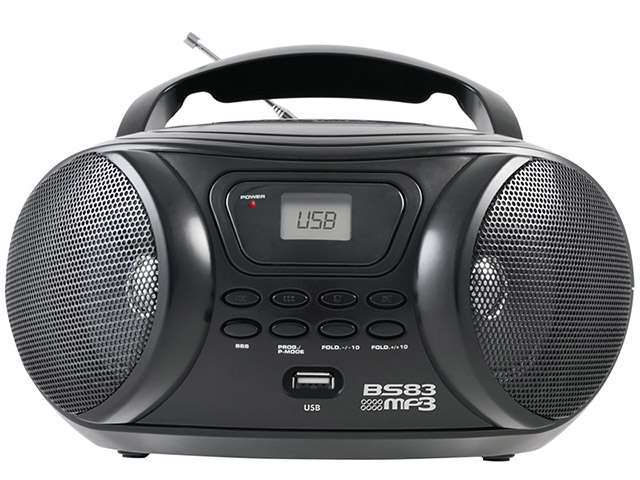 POWER
USB
BBS
PROG./
P-MODE
FOLD.-/-10
FOLD.+/+10
USB
BS83
MP3